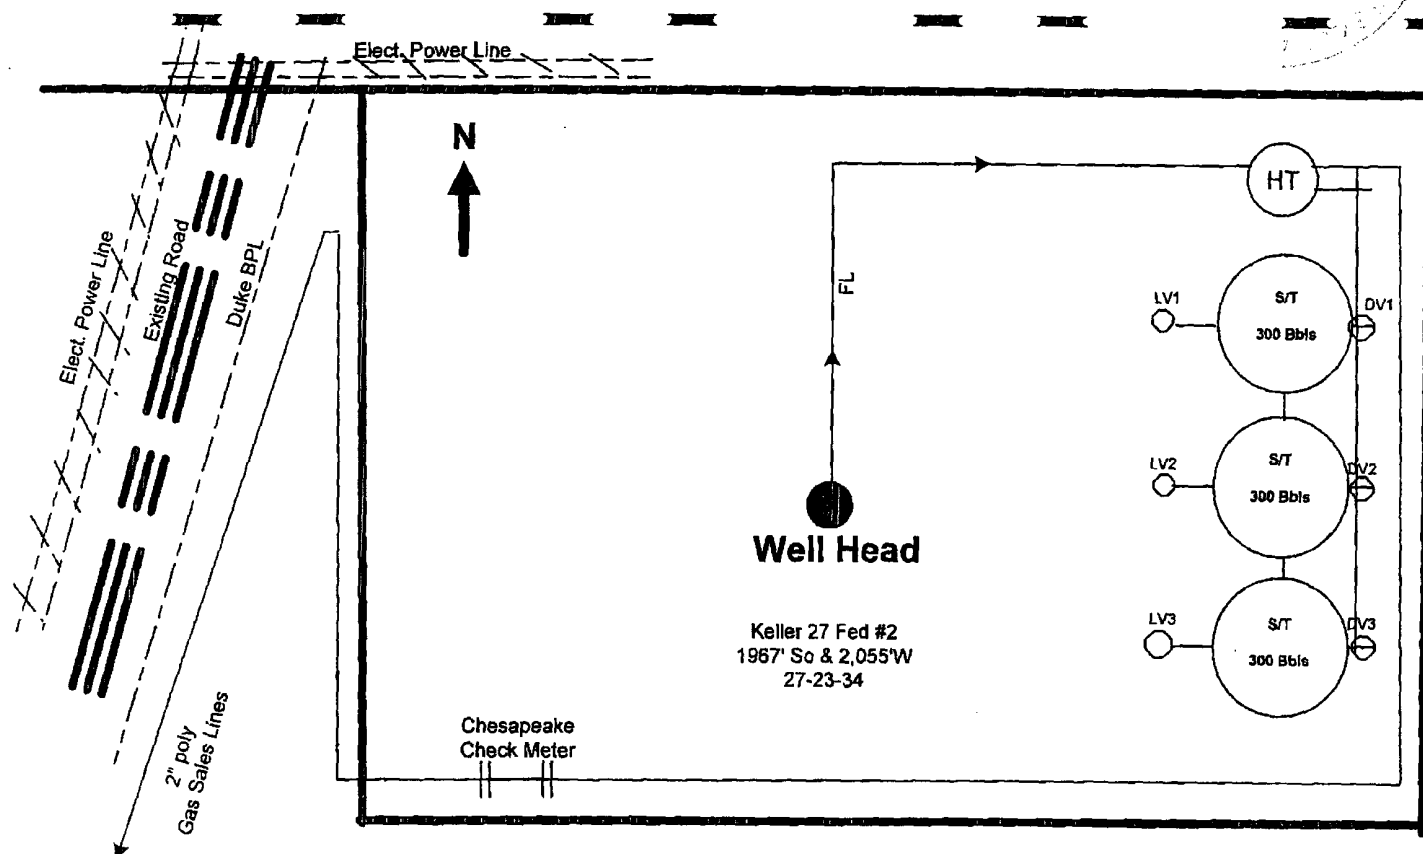 Elect. Power Line
N
HT
Elect. Power Line
Existing Road
Duke BPL
FL
LV1
S/T
300 Bbls
DV1
LV2
S/T
300 Bbls
DV2
Well Head
LV3
S/T
300 Bbls
DV3
Keller 27 Fed #2
1967' So & 2,055'W
27-23-34
Chesapeake
Check Meter
2" poly
Gas Sales Lines